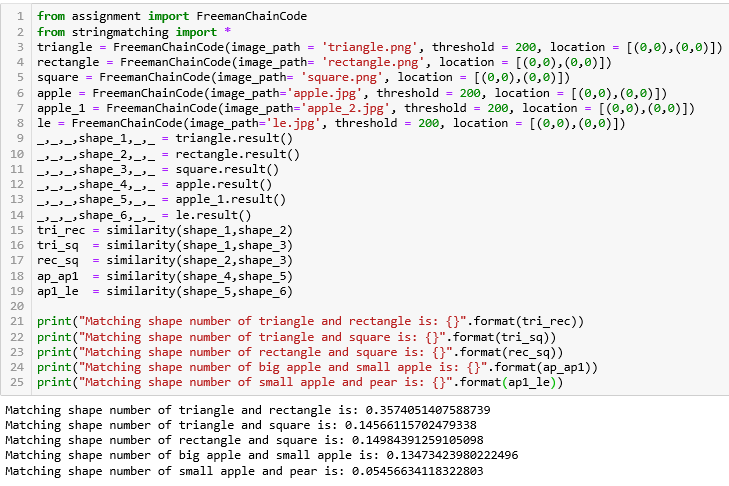 1 from assignment import FreemanChainCode
2 from stringmatching import *
3 triangle = FreemanChainCode(image_path = 'triangle.png', threshold = 200, location = [(0,0),(0,0)])
4 rectangle = FreemanChainCode(image_path= 'rectangle.png', location = [(0,0),(0,0)])
5 square = FreemanChainCode(image_path= 'square.png', location = [(0,0),(0,0)])
6 apple = FreemanChainCode(image_path='apple.jpg', threshold = 200, location = [(0,0),(0,0)])
7 apple_1 = FreemanChainCode(image_path='apple_2.jpg', threshold = 200, location = [(0,0),(0,0)])
8 le = FreemanChainCode(image_path='le.jpg', threshold = 200, location = [(0,0),(0,0)])
9 _,_,_,shape_1,_,_ = triangle.result()
10 _,_,_,shape_2,_,_ = rectangle.result()
11 _,_,_,shape_3,_,_ = square.result()
12 _,_,_,shape_4,_,_ = apple.result()
13 _,_,_,shape_5,_,_ = apple_1.result()
14 _,_,_,shape_6,_,_ = le.result()
15 tri_rec = similarity(shape_1,shape_2)
16 tri_sq  = similarity(shape_1,shape_3)
17 rec_sq  = similarity(shape_2,shape_3)
18 ap_ap1  = similarity(shape_4,shape_5)
19 ap1_le  = similarity(shape_5,shape_6)
20
21 print("Matching shape number of triangle and rectangle is: {}".format(tri_rec))
22 print("Matching shape number of triangle and square is: {}".format(tri_sq))
23 print("Matching shape number of rectangle and square is: {}".format(rec_sq))
24 print("Matching shape number of big apple and small apple is: {}".format(ap_ap1))
25 print("Matching shape number of small apple and pear is: {}".format(ap1_le))
Matching shape number of triangle and rectangle is: 0.3574051407588739
Matching shape number of triangle and square is: 0.14566115702479338
Matching shape number of rectangle and square is: 0.14984391259105098
Matching shape number of big apple and small apple is: 0.13473423980222496
Matching shape number of small apple and pear is: 0.05456634118322803